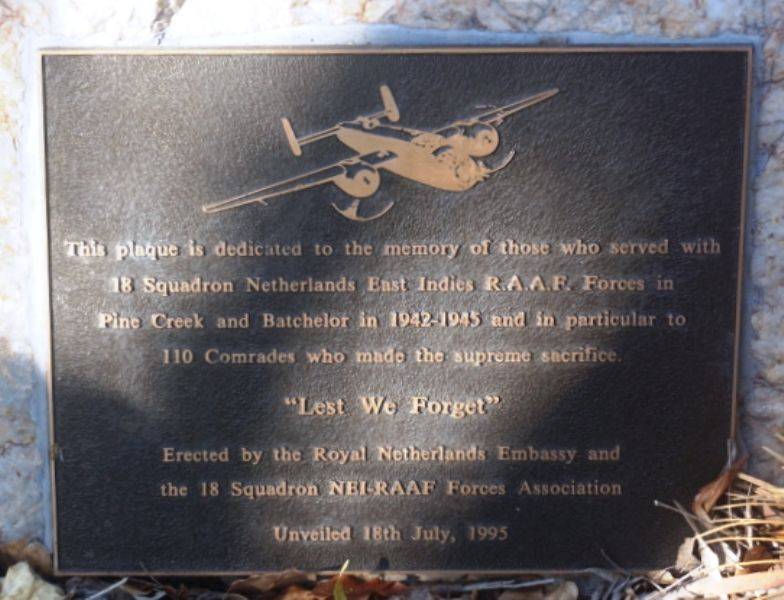 This plaque is dedicated to the memory of those who served with
18 Squadron Netherlands East Indies R.A.A.F. Forces in
Pine Creek and Batchelor in 1942-1945 and in particular to
110 Comrades who made the supreme sacrifice.
"Lest We Forget"
Erected by the Royal Netherlands Embassy and
the 18 Squadron NEI-RAAF Forces Association
Unveiled 18th July, 1995